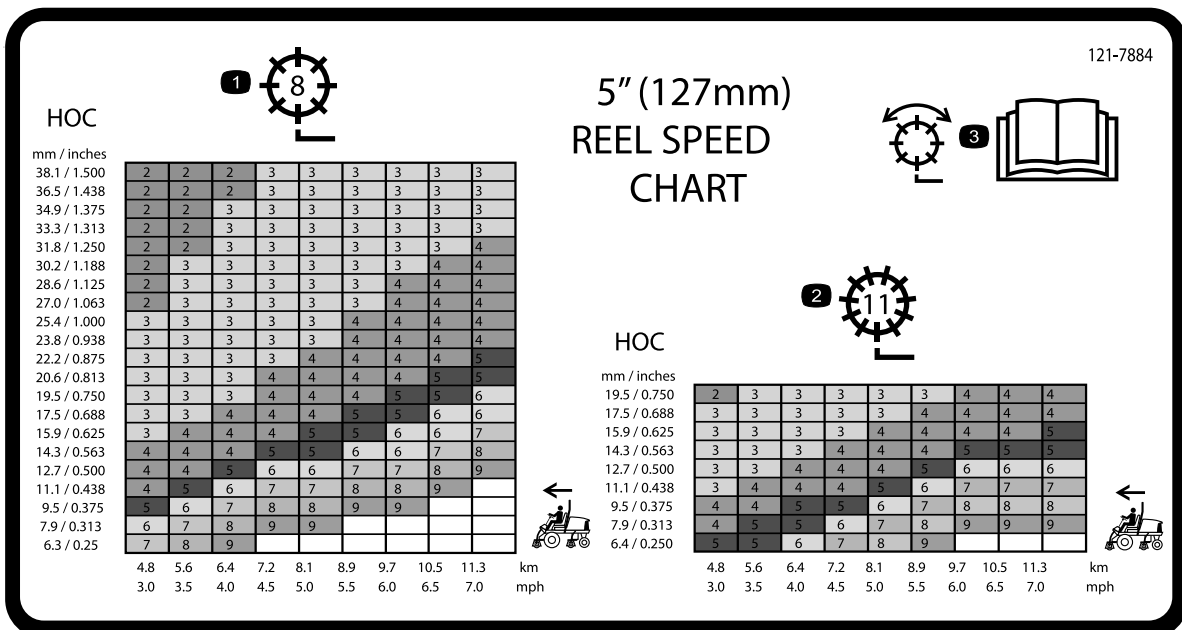 121-7884
5” (127mm)
REEL SPEED
CHART
1
8
HOC
mm / inches
38.1 / 1.500 2 2 2 3 3 3 3 3 3
36.5 / 1.438 2 2 2 3 3 3 3 3 3
34.9 / 1.375 2 2 3 3 3 3 3 3 3
33.3 / 1.313 2 2 3 3 3 3 3 3 3
31.8 / 1.250 2 2 3 3 3 3 3 3 4
30.2 / 1.188 2 3 3 3 3 3 3 4 4
28.6 / 1.125 2 3 3 3 3 3 4 4 4
27.0 / 1.063 2 3 3 3 3 3 4 4 4
25.4 / 1.000 3 3 3 3 3 4 4 4 4
23.8 / 0.938 3 3 3 3 3 4 4 4 4
22.2 / 0.875 3 3 3 3 4 4 4 4 5
20.6 / 0.813 3 3 3 4 4 4 4 5 5
19.5 / 0.750 3 3 3 4 4 4 5 5 6
17.5 / 0.688 3 3 4 4 4 5 5 6 6
15.9 / 0.625 3 4 4 4 5 5 6 6 7
14.3 / 0.563 4 4 4 5 5 6 6 7 8
12.7 / 0.500 4 4 5 6 6 7 7 8 9
11.1 / 0.438 4 5 6 7 7 8 8 9
9.5 / 0.375 5 6 7 8 8 9 9
7.9 / 0.313 6 7 8 9 9
6.3 / 0.25 7 8 9
4.8 5.6 6.4 7.2 8.1 8.9 9.7 10.5 11.3 km
3.0 3.5 4.0 4.5 5.0 5.5 6.0 6.5 7.0 mph
3
2
11
HOC
mm / inches
19.5 / 0.750 2 3 3 3 3 3 4 4 4
17.5 / 0.688 3 3 3 3 3 4 4 4 4
15.9 / 0.625 3 3 3 3 4 4 4 4 5
14.3 / 0.563 3 3 3 4 4 4 5 5 5
12.7 / 0.500 3 3 4 4 4 5 6 6 6
11.1 / 0.438 3 4 4 4 5 6 7 7 7
9.5 / 0.375 4 4 5 5 6 7 8 8 8
7.9 / 0.313 4 5 5 6 7 8 9 9 9
6.4 / 0.250 5 5 6 7 8 9
4.8 5.6 6.4 7.2 8.1 8.9 9.7 10.5 11.3 km
3.0 3.5 4.0 4.5 5.0 5.5 6.0 6.5 7.0 mph